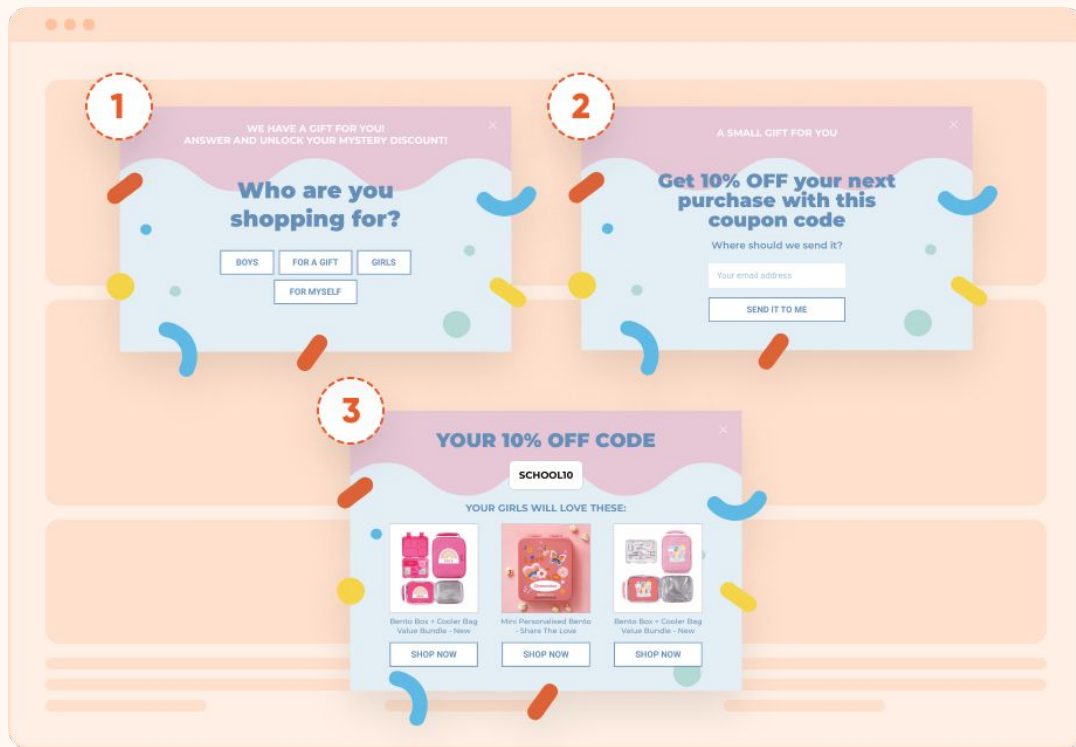 1
WE HAVE A GIFT FOR YOU!
ANSWER AND UNLOCK YOUR MYSTERY DISCOUNT!
Who are you
shopping for?
BOYS
FOR A GIFT
GIRLS
FOR MYSELF
2
A SMALL GIFT FOR YOU
Get 10% OFF your next
purchase with this
coupon code
Where should we send it?
Your email address
SEND IT TO ME
3
YOUR 10% OFF CODE
SCHOOL10
YOUR GIRLS WILL LOVE THESE:
Bento Box + Cooler Bag
Value Bundle - New
SHOP NOW
Mini Personalised Bento
- Share The Love
SHOP NOW
Bento Box + Cooler Bag
Value Bundle - New
SHOP NOW